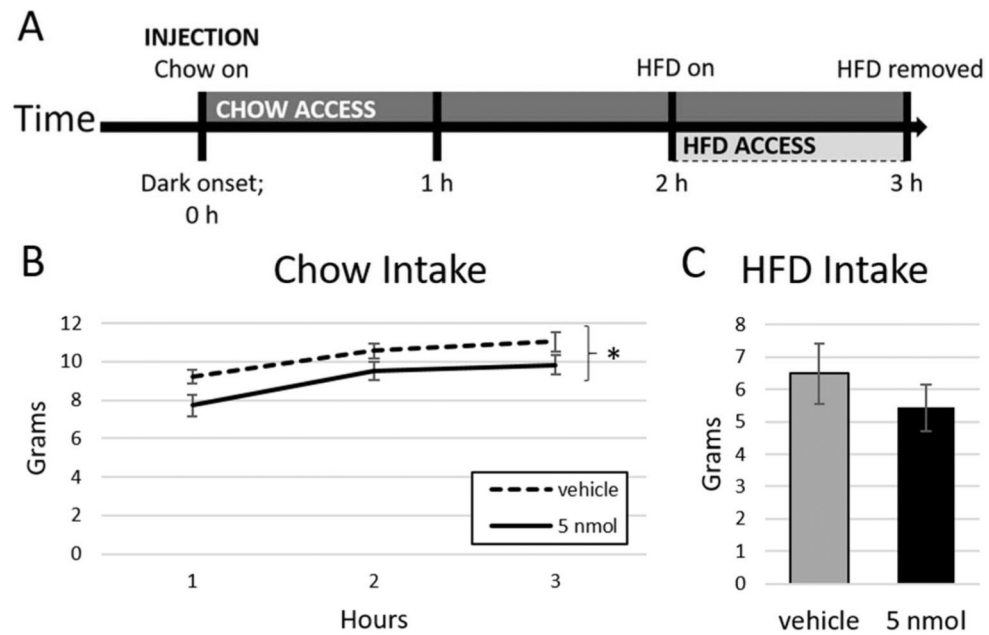 A
INJECTION
Chow on
HFD on
HFD removed
Time
CHOW ACCESS
HFD ACCESS
Dark onset;
0 h
1 h
2 h
3 h
B
Chow Intake
12
10
8
6
4
2
0
Grams
*
vehicle
5 nmol
1
2
3
Hours
C
HFD Intake
8
7
6
5
4
3
2
1
0
Grams
vehicle
5 nmol